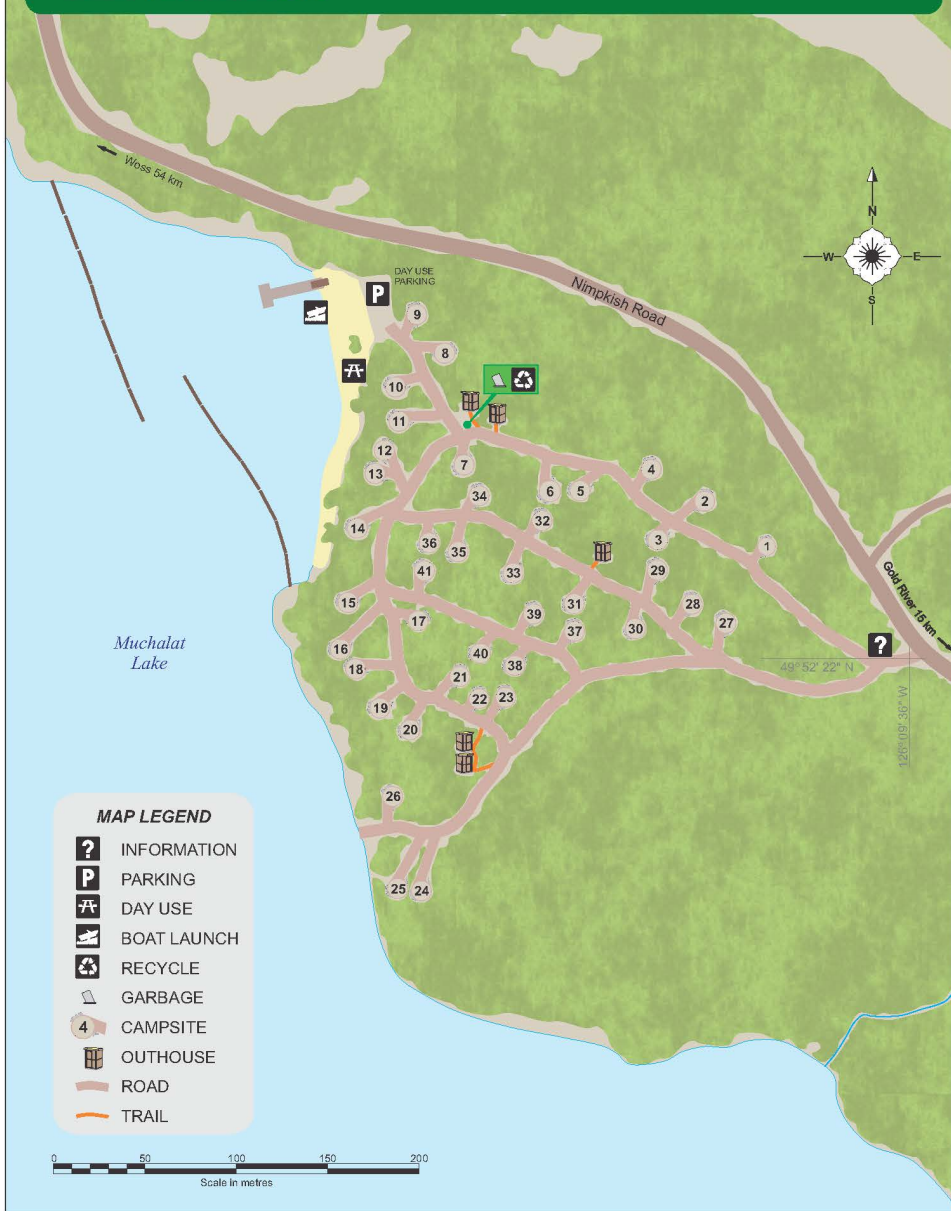 Woss 54 km
N
W
E
S
DAY USE
PARKING
P
Nimpkish Road
9
8
10
11
12
13
7
4
34
6
5
2
14
32
3
1
36
35
33
29
41
31
28
15
39
30
27
17
37
Gold River 15 km
?
16
40
38
Muchalat
Lake
18
21
49° 52' 22" N
126° 09' 36" W
22
23
19
20
26
25
24
MAP LEGEND
? INFORMATION
P PARKING
DAY USE
BOAT LAUNCH
RECYCLE
GARBAGE
4 CAMPSITE
OUTHOUSE
ROAD
TRAIL
0 50 100 150 200
Scale in metres